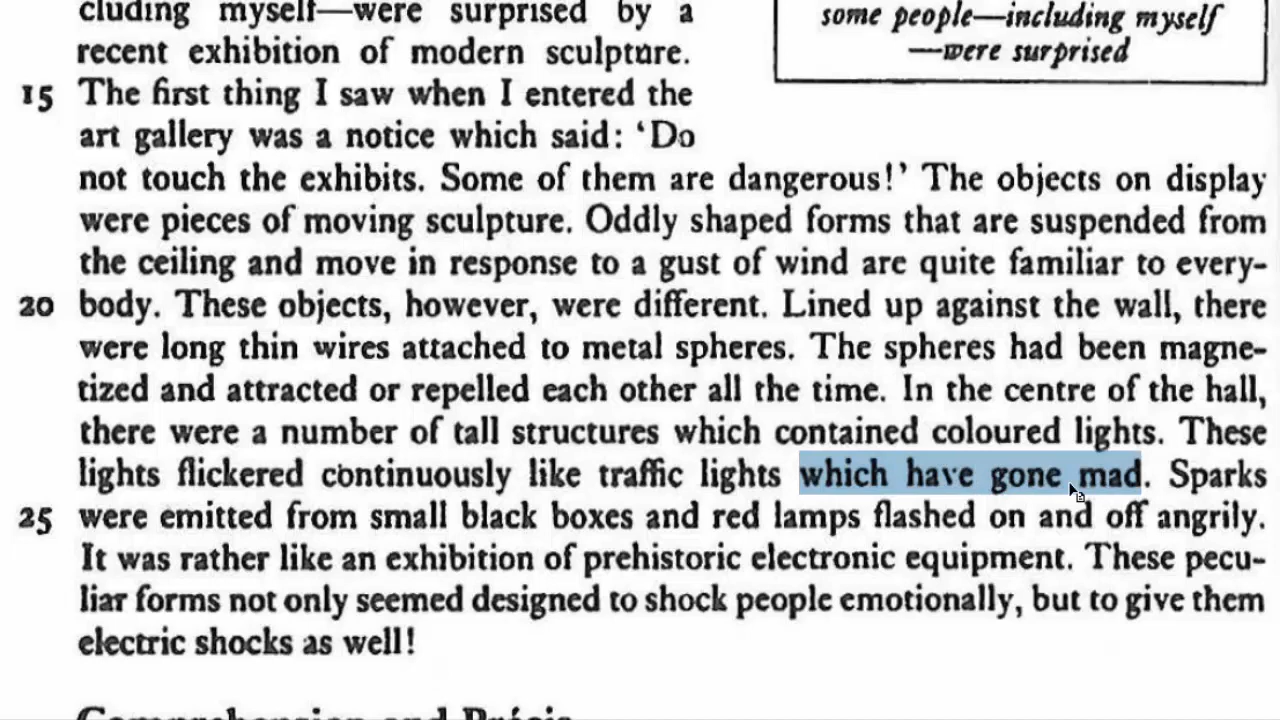 cluding myself—were surprised by a
recent exhibition of modern sculpture.
some people—including myself
—were surprised
15 The first thing I saw when I entered the
art gallery was a notice which said: ‘Do
not touch the exhibits. Some of them are dangerous!’ The objects on display
were pieces of moving sculpture. Oddly shaped forms that are suspended from
the ceiling and move in response to a gust of wind are quite familiar to every-
20 body. These objects, however, were different. Lined up against the wall, there
were long thin wires attached to metal spheres. The spheres had been magne-
tized and attracted or repelled each other all the time. In the centre of the hall,
there were a number of tall structures which contained coloured lights. These
lights flickered continuously like traffic lights which have gone mad. Sparks
25 were emitted from small black boxes and red lamps flashed on and off angrily.
It was rather like an exhibition of prehistoric electronic equipment. These pecu-
liar forms not only seemed designed to shock people emotionally, but to give them
electric shocks as well!
Comprehension and Précis